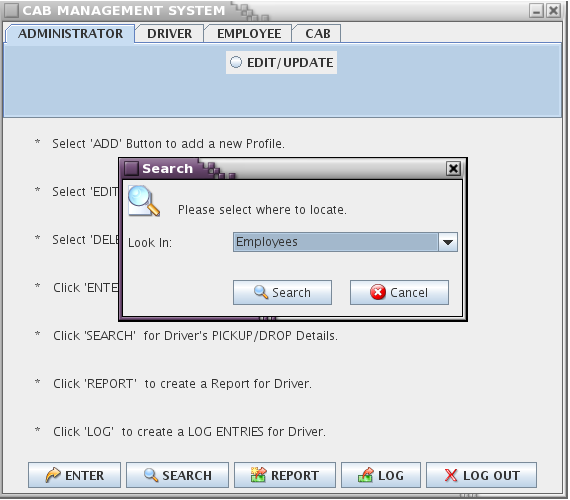 CAB MANAGEMENT SYSTEM
ADMINISTRATOR DRIVER EMPLOYEE CAB
EDIT/UPDATE
* Select 'ADD' Button to add a new Profile.
Search
* Select 'EDIT
Please select where to locate.
* Select 'DELE
Look In: Employees
* Click 'ENTE
Search Cancel
* Click 'SEARCH' for Driver's PICKUP/DROP Details.
* Click 'REPORT' to create a Report for Driver.
* Click 'LOG' to create a LOG ENTRIES for Driver.
ENTER SEARCH REPORT LOG LOG OUT